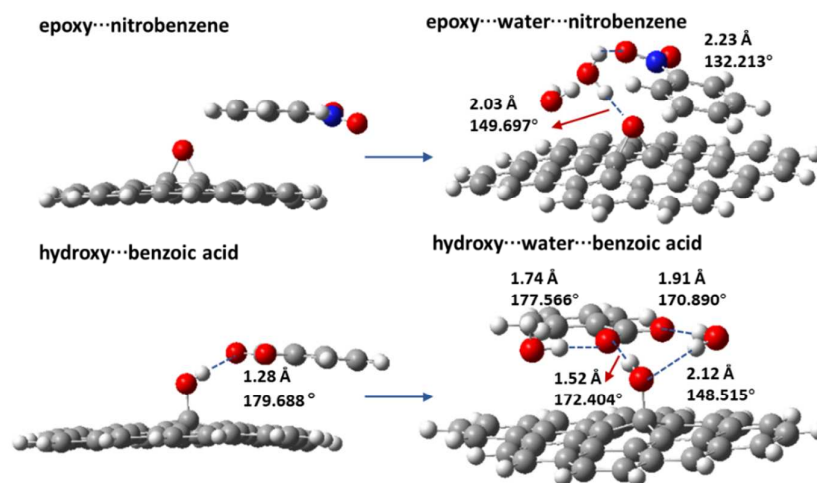 epoxy···nitrobenzene
epoxy···water···nitrobenzene
2.23 Å
132.213°
2.03 Å
149.697°
hydroxy···benzoic acid
hydroxy···water···benzoic acid
1.74 Å
177.566°
1.91 Å
170.890°
1.28 Å
179.688 °
1.52 Å
172.404°
2.12 Å
148.515°